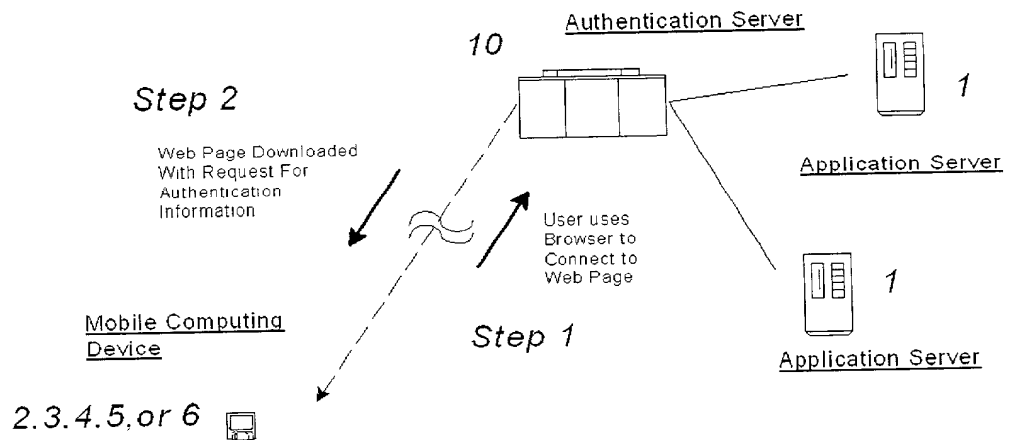 Authentication Server
10
1
Step 2
Web Page Downloaded
With Request For
Authentication
Information
Application Server
User uses
Browser to
Connect to
Web Page
1
Mobile Computing
Device
Step 1
Application Server
2.3.4.5,or 6